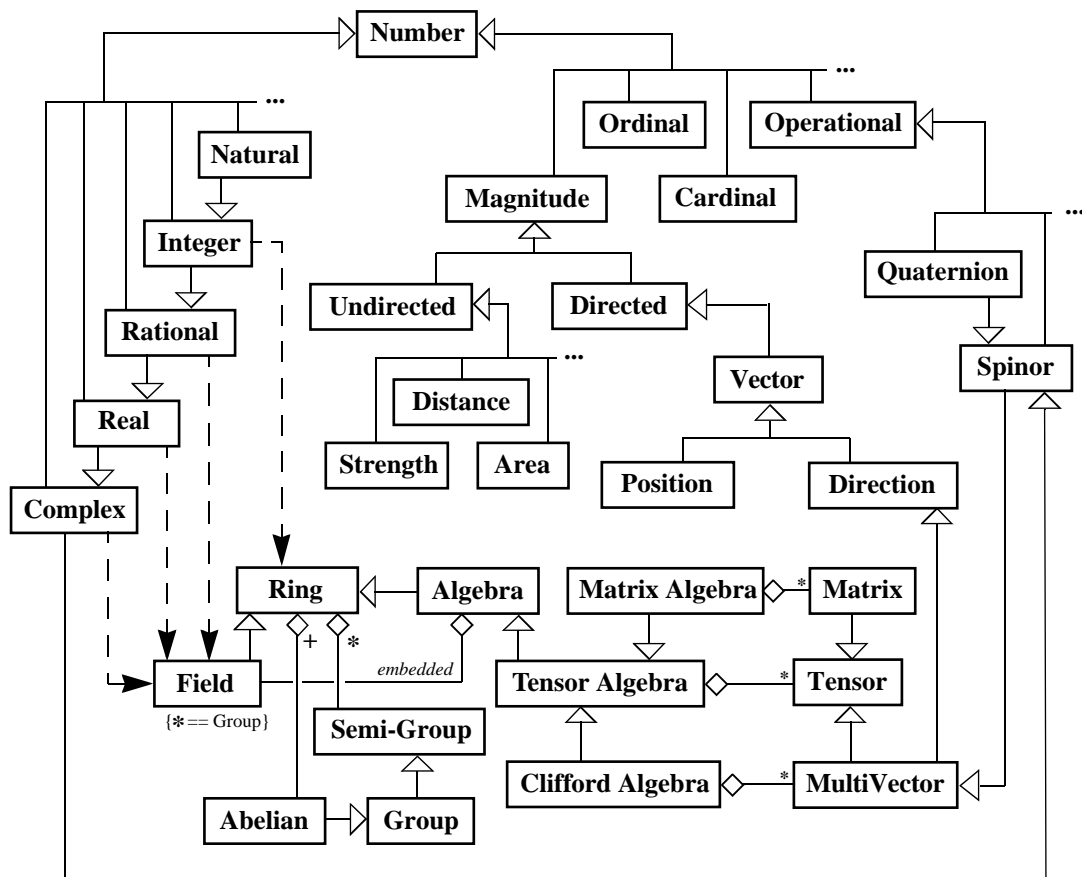 Number
...
...
Ordinal
Operational
Natural
Magnitude
Cardinal
...
Integer
Quaternion
Undirected
Directed
Rational
...
Vector
Spinor
Distance
Real
Strength
Area
Position
Direction
Complex
Ring
Algebra
Matrix Algebra
*
Matrix
+
*
embedded
Field
Tensor Algebra
*
Tensor
{* == Group}
Semi-Group
Clifford Algebra
*
MultiVector
Abelian
Group